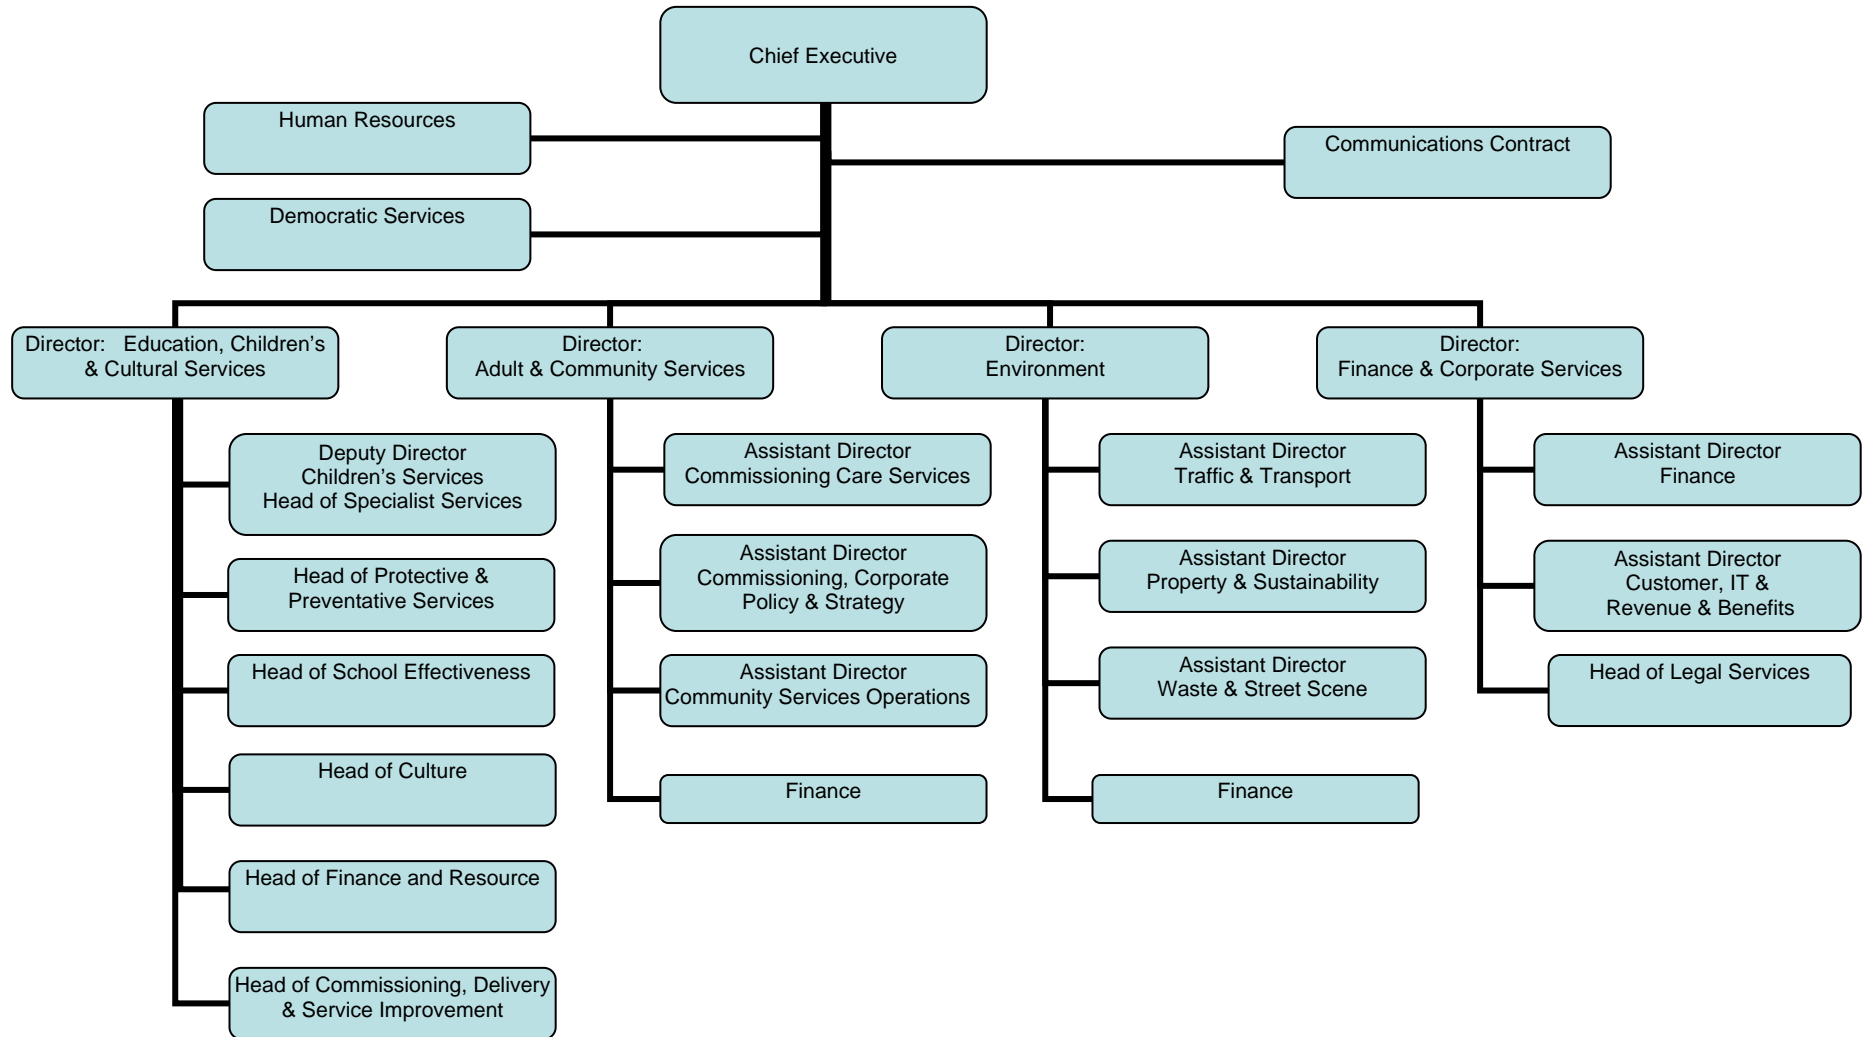 Chief Executive
Human Resources
Communications Contract
Democratic Services
Director:   Education, Children’s
& Cultural Services
Director:
Adult & Community Services
Director:
Environment
Director:
Finance & Corporate Services
Deputy Director
Children’s Services
Head of Specialist Services
Head of Protective &
Preventative Services
Head of School Effectiveness
Head of Culture
Head of Finance and Resource
Head of Commissioning, Delivery
& Service Improvement
Assistant Director
Commissioning Care Services
Assistant Director
Commissioning, Corporate
Policy & Strategy
Assistant Director
Community Services Operations
Finance
Assistant Director
Traffic & Transport
Assistant Director
Property & Sustainability
Assistant Director
Waste & Street Scene
Finance
Assistant Director
Finance
Assistant Director
Customer, IT &
Revenue & Benefits
Head of Legal Services